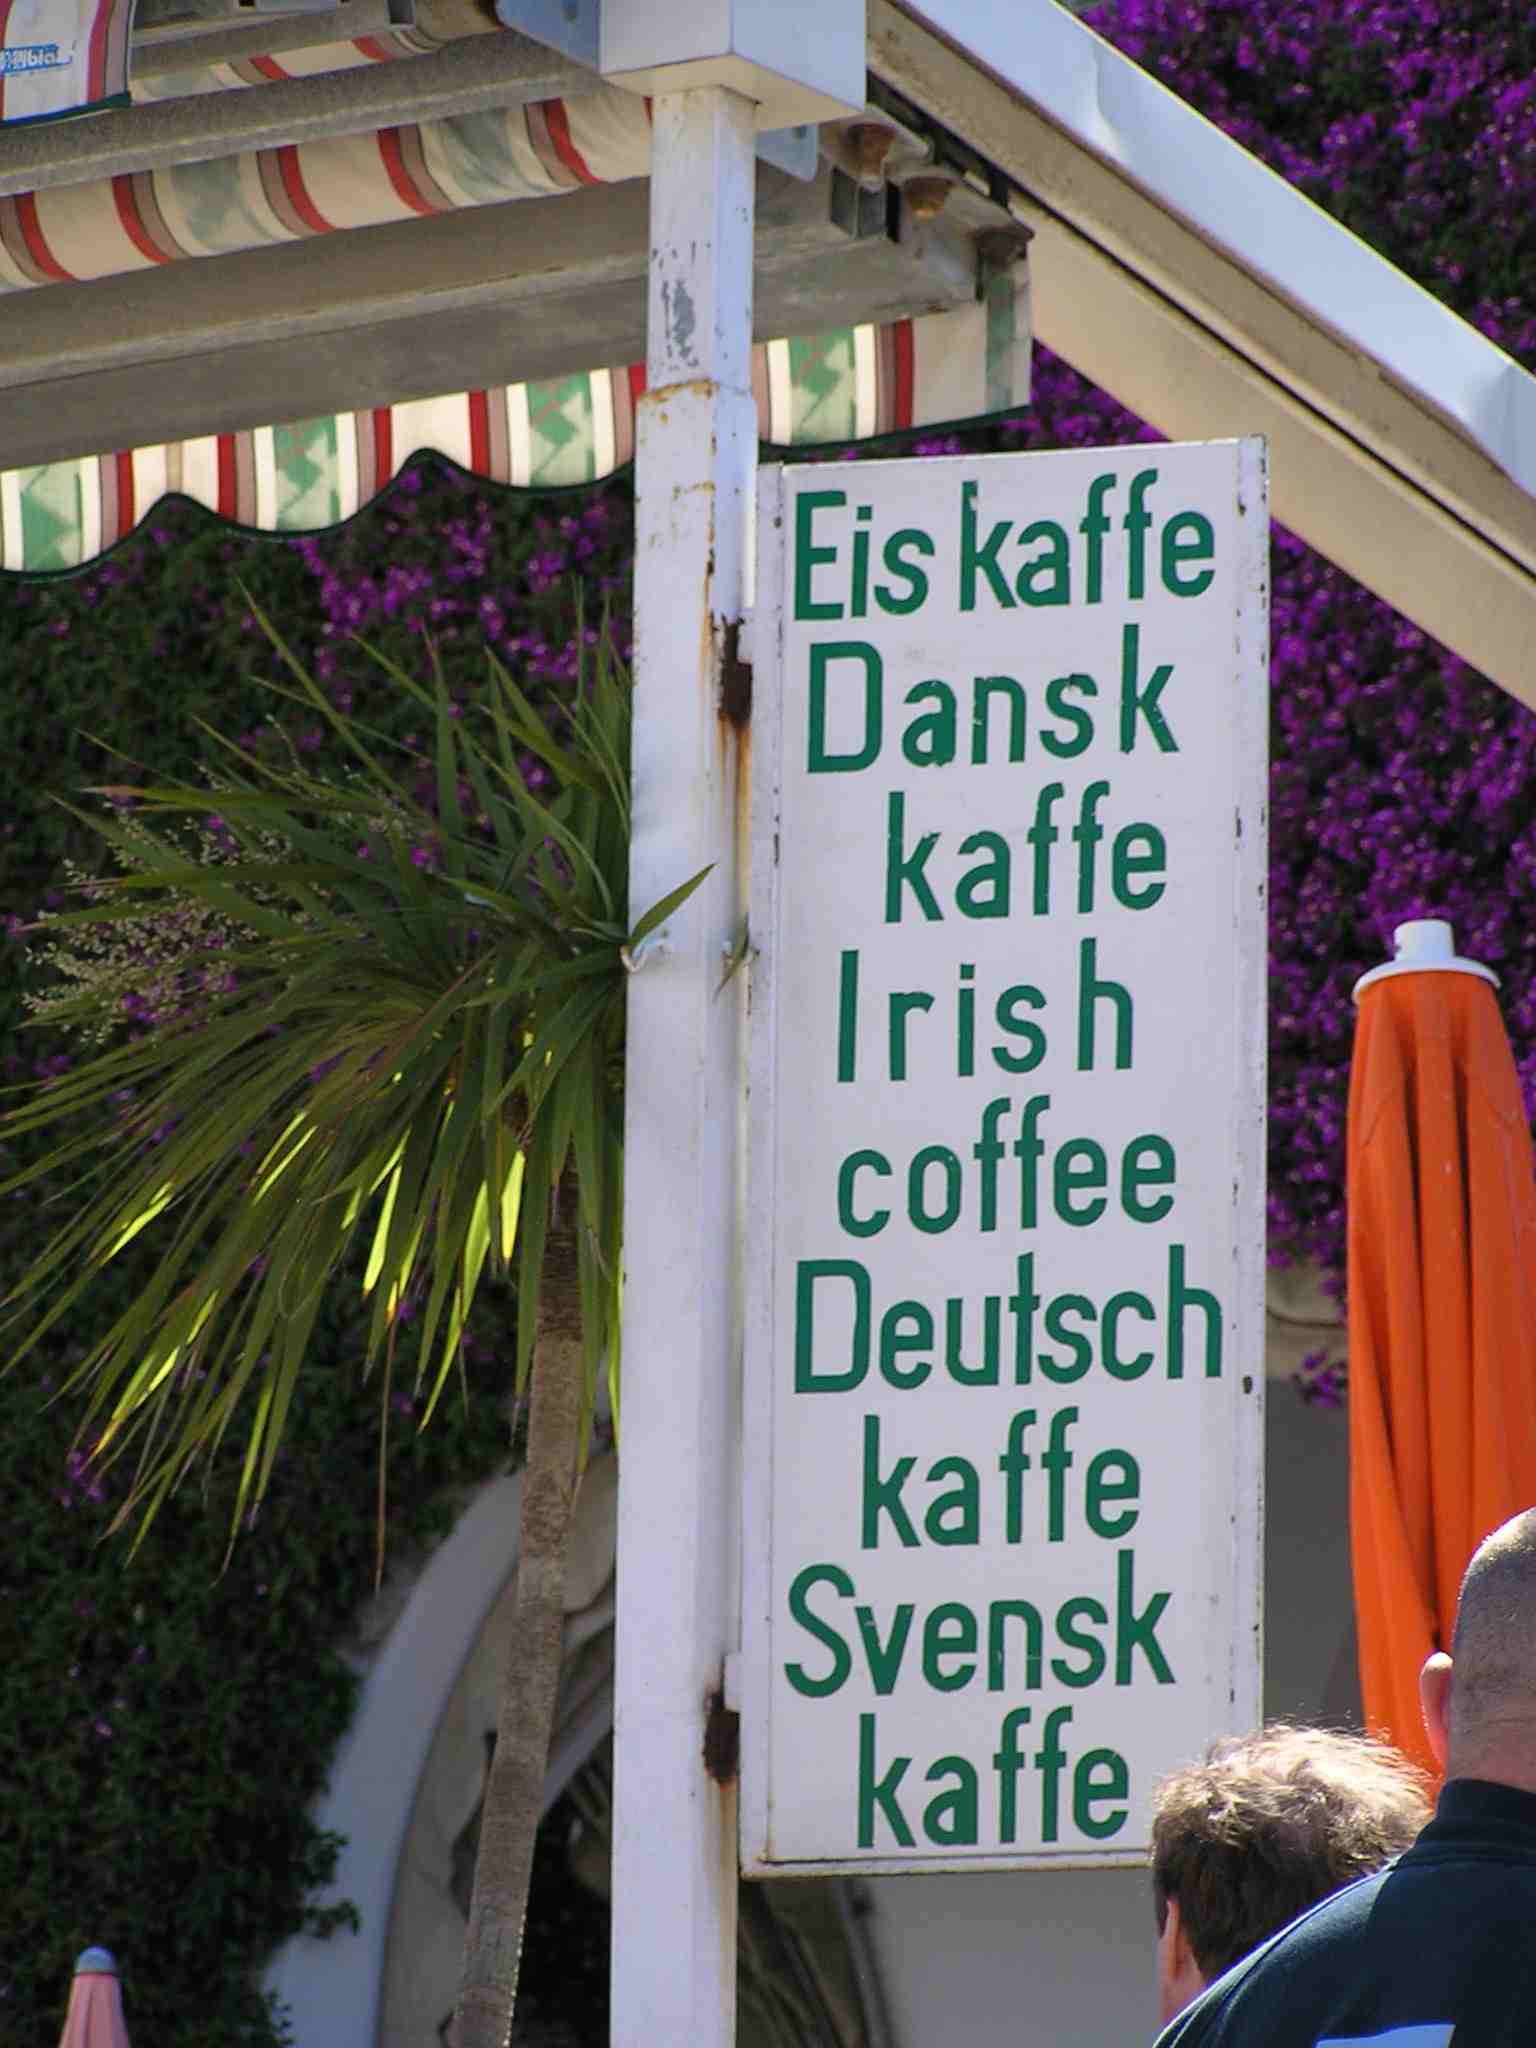 Eis kaffe
Dansk
kaffe
Irish
coffee
Deutsch
kaffe
Svensk
kaffe